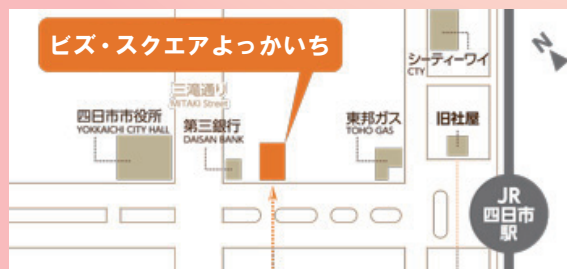 ビズ・スクエアよっかいち
N
シーティーワイ
CTY
三滝通り
MITAKI Street
四日市市役所
YOKKAICHI CITY HALL
第三銀行
DAISAN BANK
東邦ガス
TOHO GAS
旧社屋
JR
四日市
駅